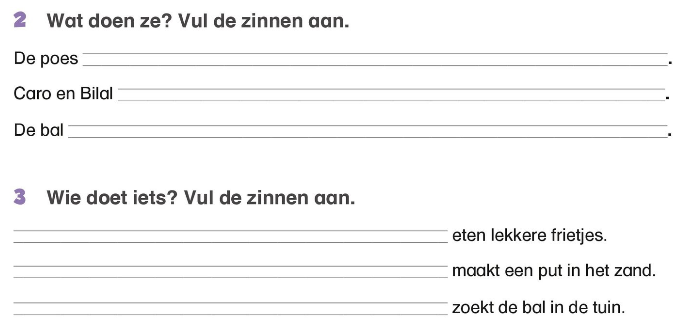 2 Wat doen ze? Vul de zinnen aan.
De poes .
Caro en Bilal .
De bal .
3 Wie doet iets? Vul de zinnen aan.
eten lekkere frietjes.
maakt een put in het zand.
zoekt de bal in de tuin.